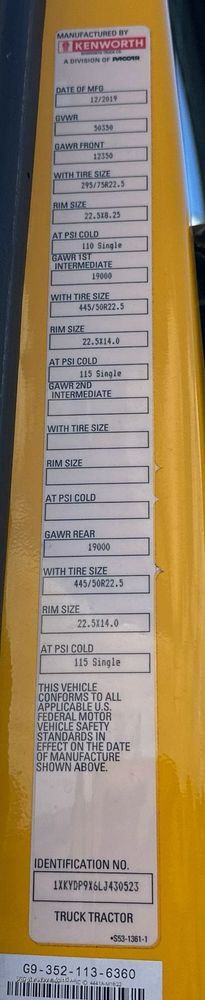 MANUFACTURED BY
KENWORTH
A DIVISION OF PACCAR
DATE OF MFG
12/2019
GVWR
50350
GAWR FRONT
12350
WITH TIRE SIZE
295/75R22.5
RIM SIZE
22.5X8.25
AT PSI COLD
110 Single
GAWR 1ST
INTERMEDIATE
19000
WITH TIRE SIZE
445/50R22.5
RIM SIZE
22.5X14.0
AT PSI COLD
115 Single
GAWR 2ND
INTERMEDIATE
WITH TIRE SIZE
RIM SIZE
AT PSI COLD
GAWR REAR
19000
WITH TIRE SIZE
445/50R22.5
RIM SIZE
22.5X14.0
AT PSI COLD
115 Single
THIS VEHICLE
CONFORMS TO ALL
APPLICABLE U.S.
FEDERAL MOTOR
VEHICLE SAFETY
STANDARDS IN
EFFECT ON THE DATE
OF MANUFACTURE
SHOWN ABOVE.
IDENTIFICATION NO.
1XKYDP9X6LJ430523
TRUCK TRACTOR
*S53-1361-1
G9-352-113-6360